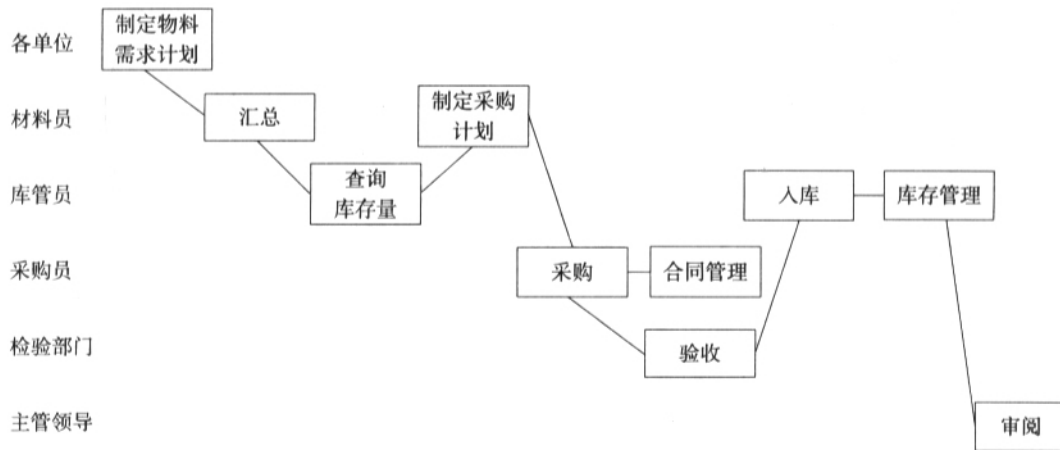 各单位
制定物料
需求计划
材料员
汇总
制定采购
计划
库管员
查询
库存量
入库
库存管理
采购员
采购
合同管理
检验部门
验收
主管领导
审阅